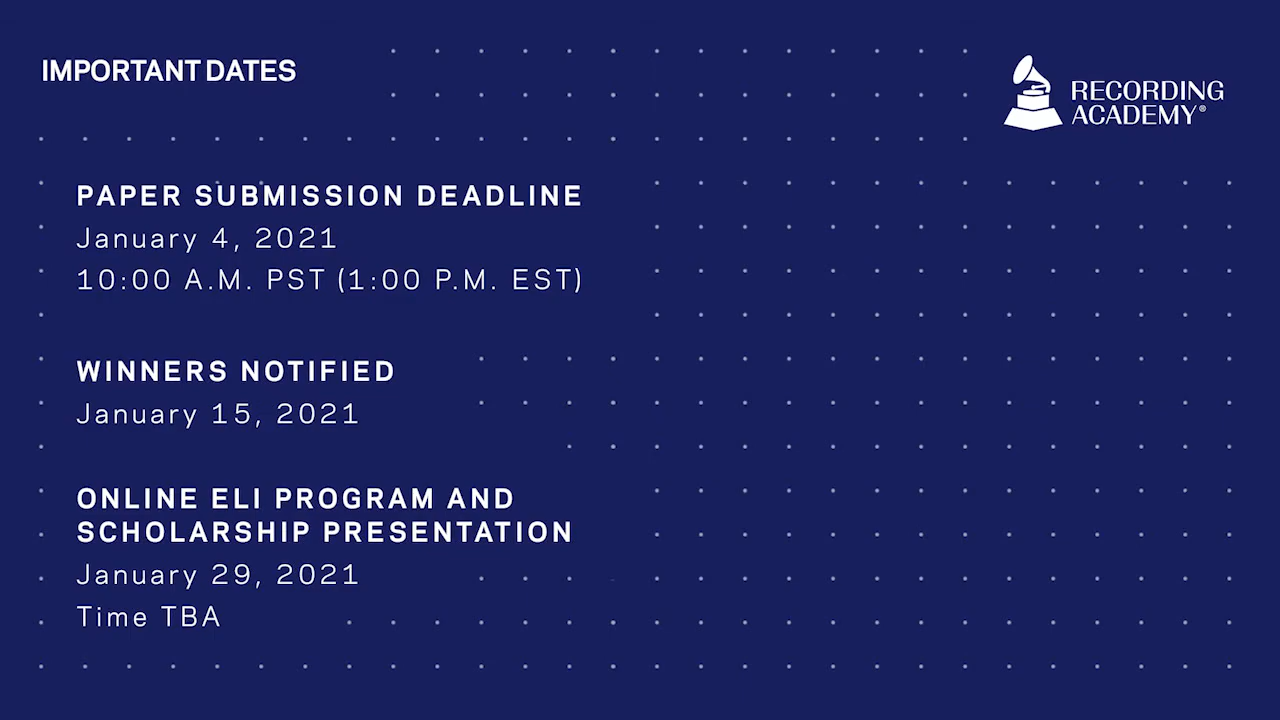 IMPORTANT DATES
RECORDING
ACADEMY®
PAPER SUBMISSION DEADLINE
January 4, 2021
10:00 A.M. PST (1:00 P.M. EST)
WINNERS NOTIFIED
January 15, 2021
ONLINE ELI PROGRAM AND
SCHOLARSHIP PRESENTATION
January 29, 2021
Time TBA